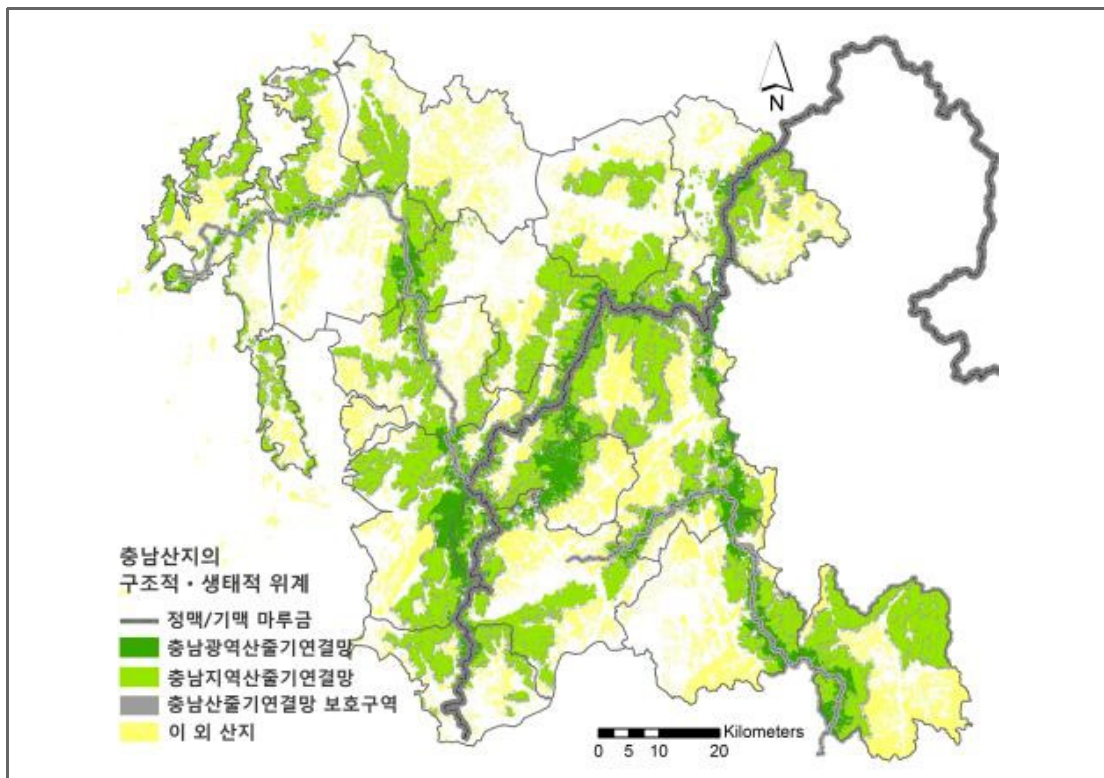 N
충남산지의
구조적・생태적 위계
정맥/기맥 마루금
충남광역산줄기연결망
충남지역산줄기연결망
충남산줄기연결망 보호구역
이 외 산지
Kilometers
0 5 10 20